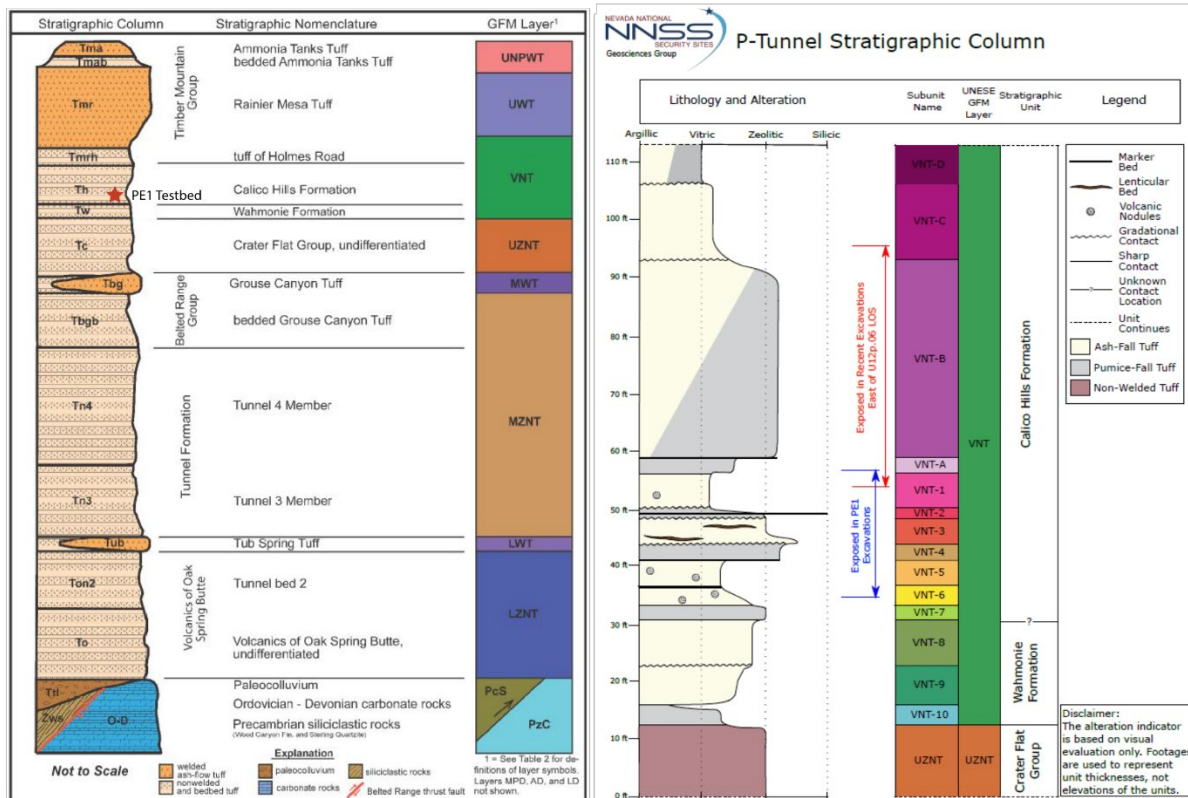 Stratigraphic Column
Stratigraphic Nomenclature
GFM Layer¹
Tma
Tmab
Timber Mountain
Group
Ammonia Tanks Tuff
bedded Ammonia Tanks Tuff
UNPWT
Tmr
Rainier Mesa Tuff
UWT
Tmrh
tuff of Holmes Road
VNT
Th
PE1 Testbed
Calico Hills Formation
Tw
Wahmonie Formation
Tc
Crater Flat Group, undifferentiated
UZNT
Tbg
Belted Range
Group
Grouse Canyon Tuff
MWT
Tbgb
bedded Grouse Canyon Tuff
Tn4
Tunnel Formation
Tunnel 4 Member
MZNT
Tn3
Tunnel 3 Member
Tub
Tub Spring Tuff
LWT
Ton2
Volcanics of Oak
Spring Butte
Tunnel bed 2
LZNT
To
Volcanics of Oak Spring Butte,
undifferentiated
Ttl
Paleocolluvium
PcS
Zws
O-D
Ordovician - Devonian carbonate rocks
Precambrian siliciclastic rocks
(Wood Canyon Fm. and Sterling Quartzite)
PzC
Not to Scale
Explanation
welded
ash-flow tuff
nonwelded
and bedbed tuff
paleocolluvium
carbonate rocks
siliciclastic rocks
Belted Range thrust fault
1 = See Table 2 for de-
finitions of layer symbols.
Layers MPD, AD, and LD
not shown.
NEVADA NATIONAL
NNSS
SECURITY SITES
Geosciences Group
P-Tunnel Stratigraphic Column
Lithology and Alteration
Subunit
Name
UNESE
GFM
Layer
Stratigraphic
Unit
Legend
Argillic
Vitric
Zeolitic
Silicic
110 ft
100 ft
90 ft
80 ft
70 ft
60 ft
50 ft
40 ft
30 ft
20 ft
10 ft
0 ft
Exposed in Recent Excavations
East of U12p.06 LOS
Exposed in PE1
Excavations
VNT-D
VNT-C
VNT-B
VNT-A
VNT-1
VNT-2
VNT-3
VNT-4
VNT-5
VNT-6
VNT-7
VNT-8
VNT-9
VNT-10
UZNT
VNT
UZNT
Calico Hills Formation
?
Wahmonie
Formation
Crater Flat
Group
Marker
Bed
Lenticular
Bed
Volcanic
Nodules
Gradational
Contact
Sharp
Contact
?
Unknown
Contact
Location
Unit
Continues
Ash-Fall Tuff
Pumice-Fall Tuff
Non-Welded Tuff
Disclaimer:
The alteration indicator
is based on visual
evaluation only. Footages
are used to represent
unit thicknesses, not
elevations of the units.